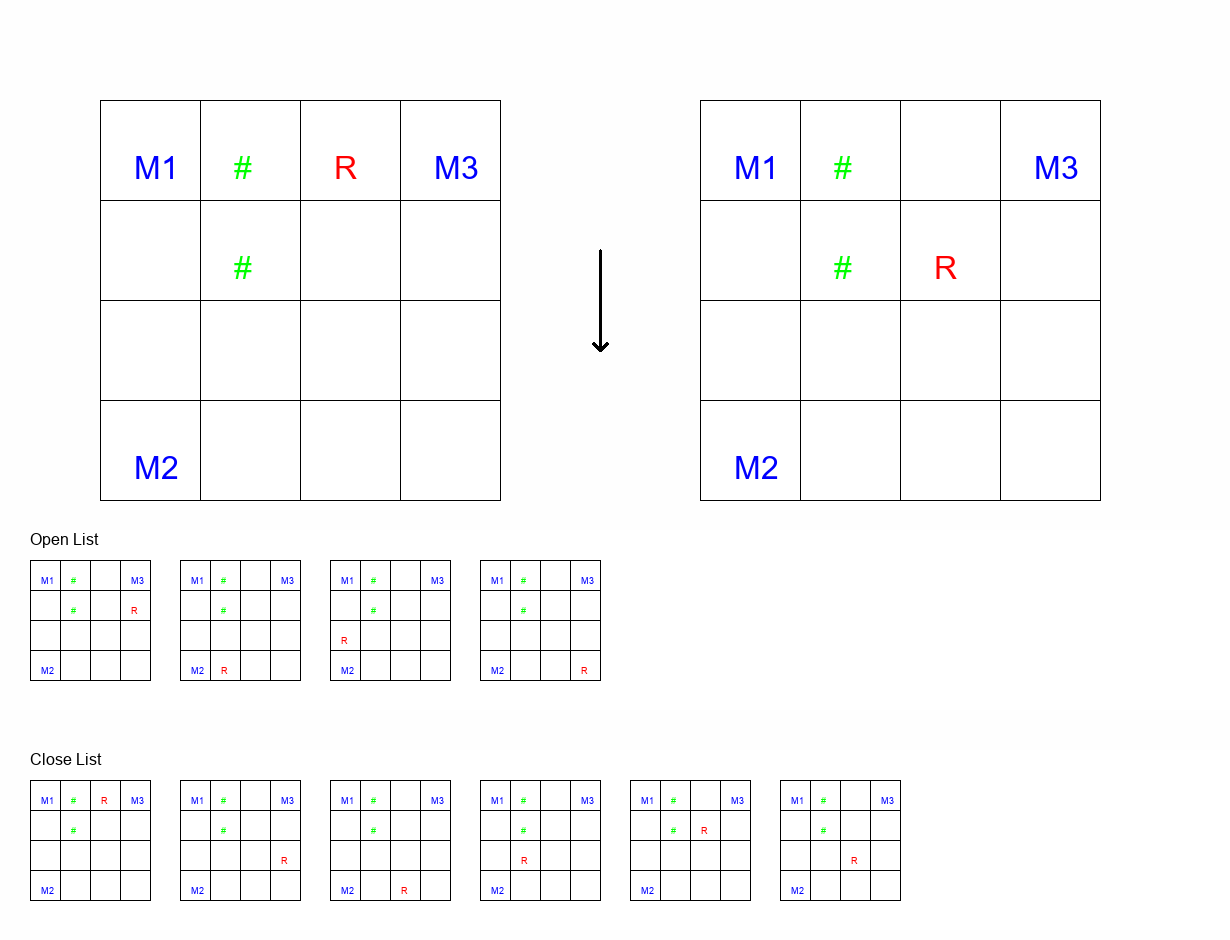 M1 # R M3 M1 # M3
# # R
M2 M2
Open List
M1 # M3 M1 # M3 M1 # M3 M1 # M3
# R # # #
R
M2 M2 R M2 M2 R
Close List
M1 # R M3 M1 # M3 M1 # M3 M1 # M3 M1 # M3 M1 # M3
# # # # # R #
R R R
M2 M2 M2 R M2 M2 M2